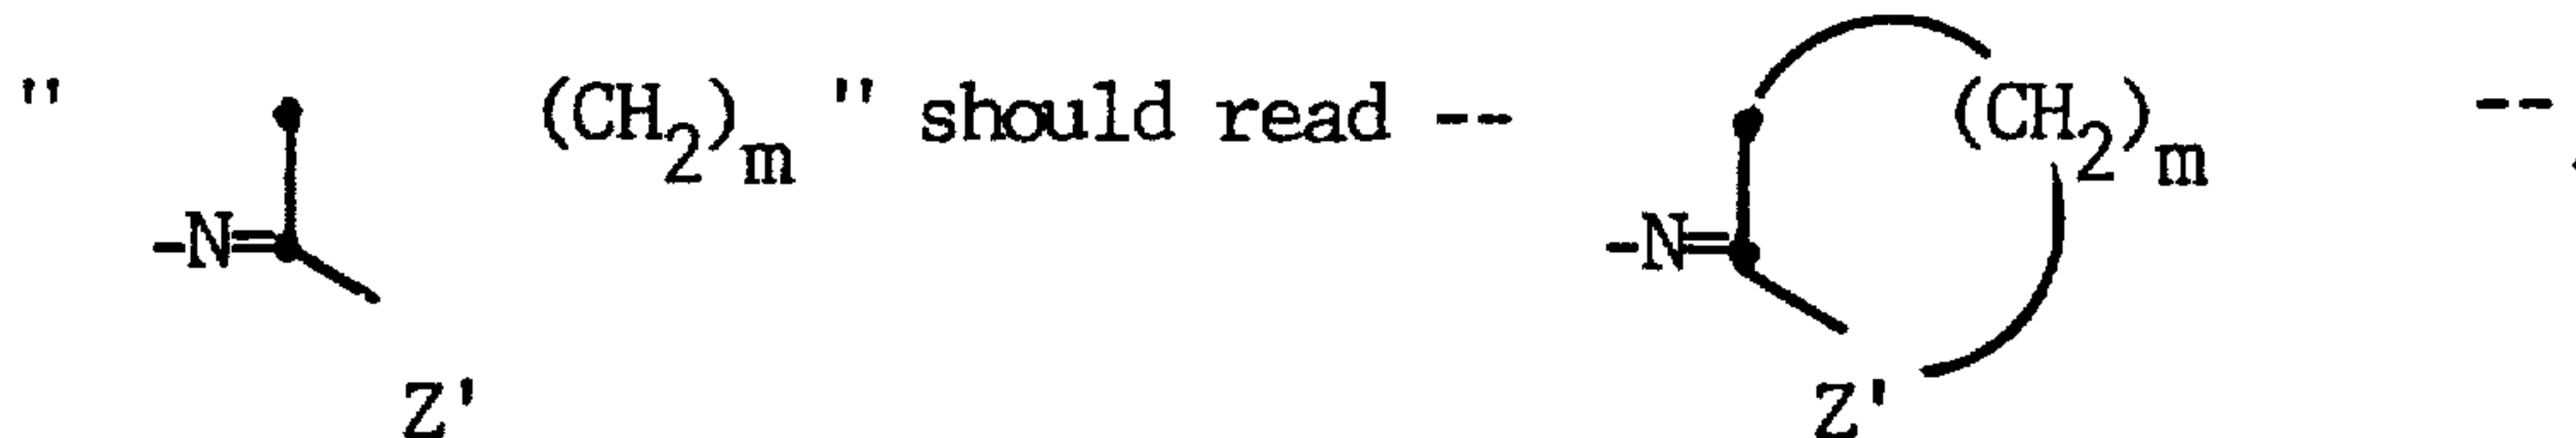 " (CH2)m " should read -- (CH2)m --
-N= -N=
Z' Z'